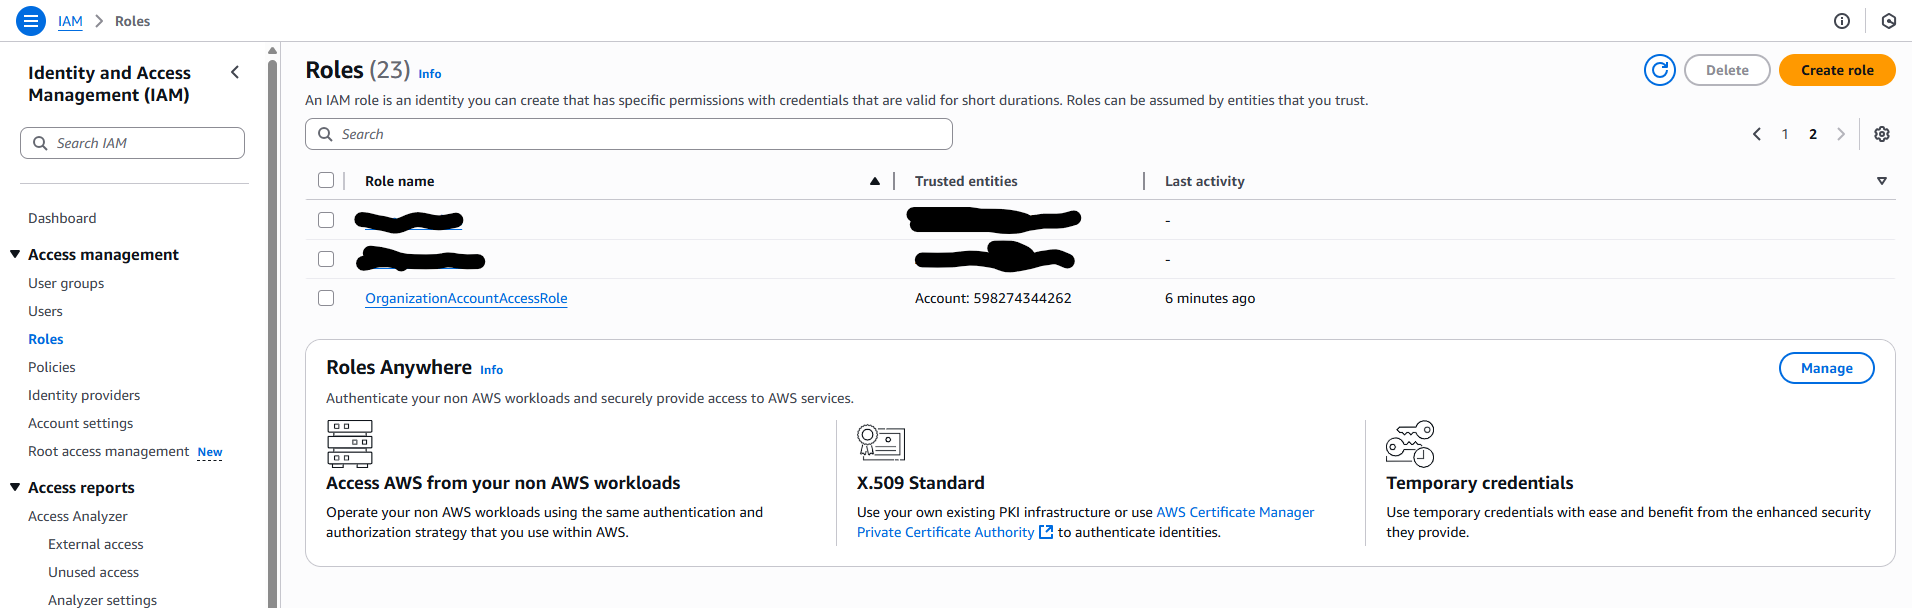 IAM > Roles
Identity and Access
Management (IAM)
Search IAM
Dashboard
Access management
User groups
Users
Roles
Policies
Identity providers
Account settings
Root access management New
Access reports
Access Analyzer
External access
Unused access
Analyzer settings
Roles (23) Info
Delete
Create role
An IAM role is an identity you can create that has specific permissions with credentials that are valid for short durations. Roles can be assumed by entities that you trust.
Search
1 2
Role name Trusted entities Last activity
-
-
OrganizationAccountAccessRole Account: 598274344262 6 minutes ago
Roles Anywhere Info
Manage
Authenticate your non AWS workloads and securely provide access to AWS services.
Access AWS from your non AWS workloads
Operate your non AWS workloads using the same authentication and
authorization strategy that you use within AWS.
X.509 Standard
Use your own existing PKI infrastructure or use AWS Certificate Manager
Private Certificate Authority to authenticate identities.
Temporary credentials
Use temporary credentials with ease and benefit from the enhanced security
they provide.